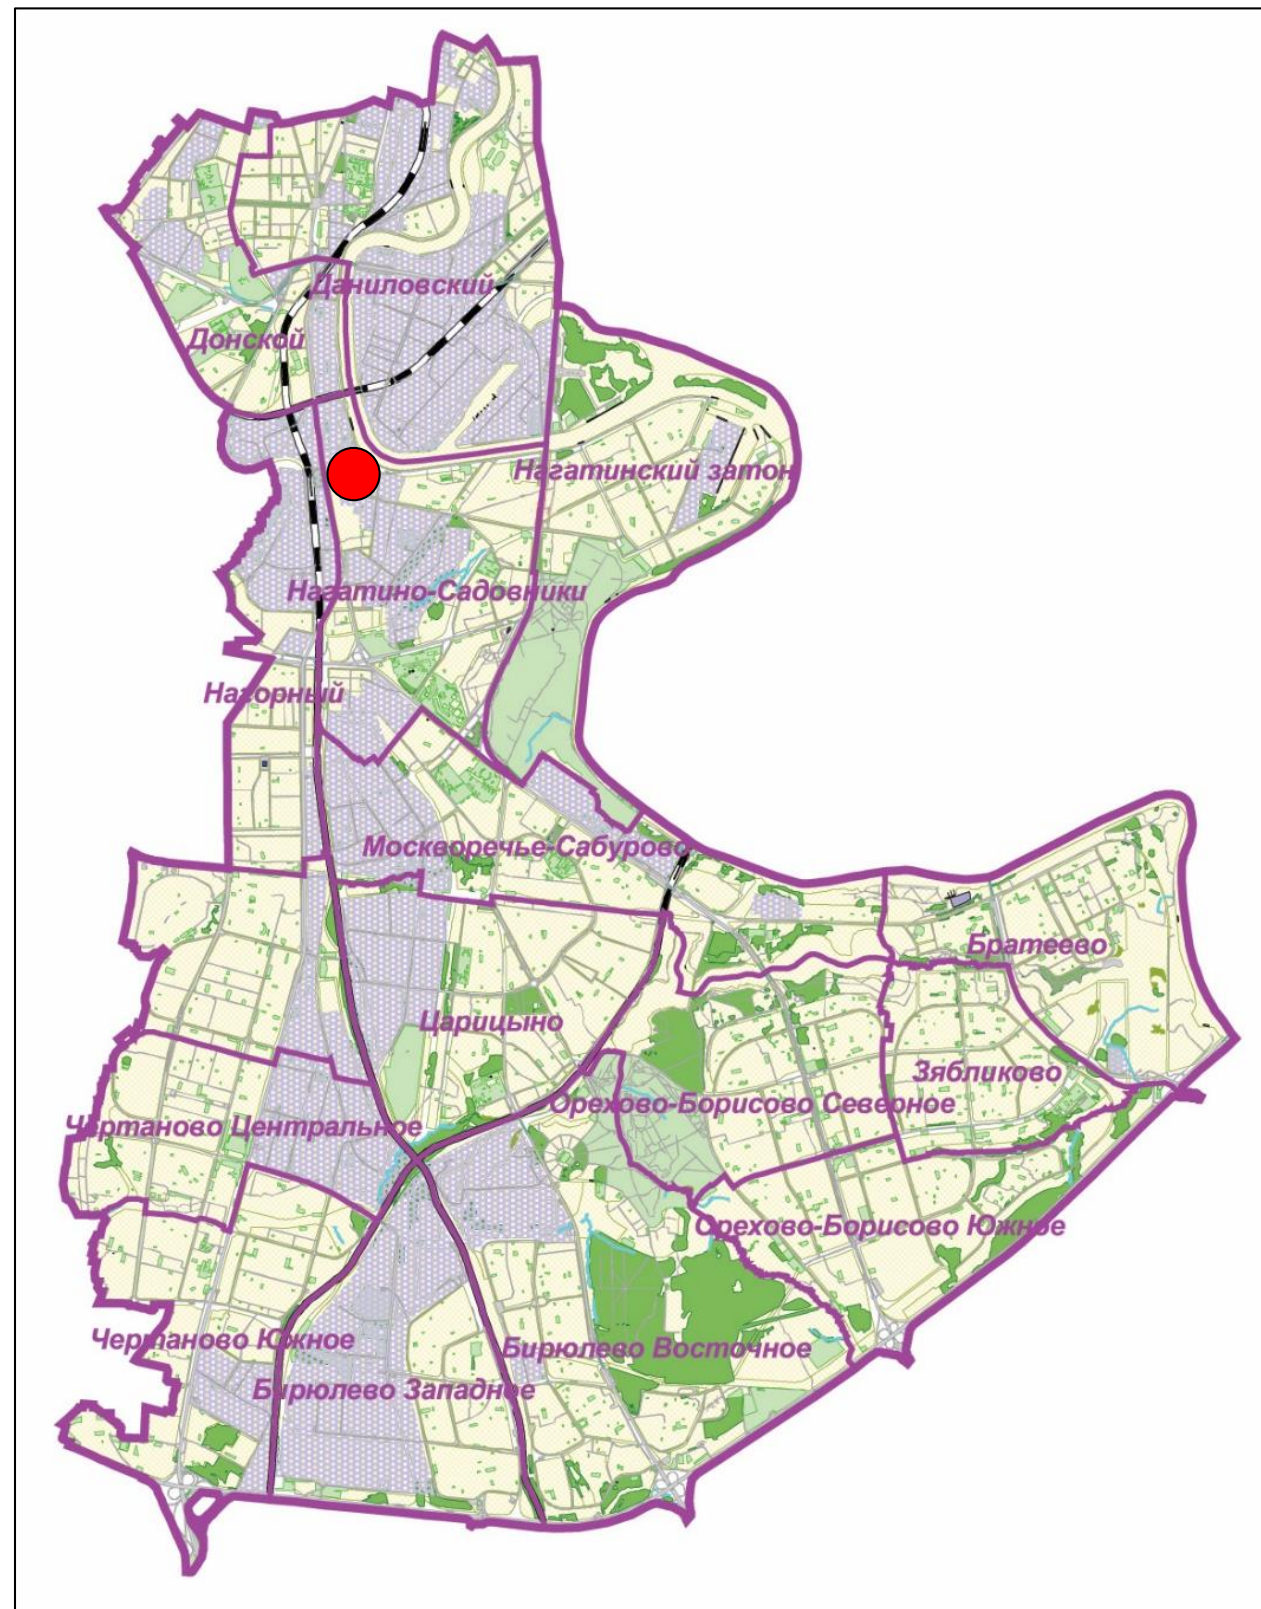 Даниловский
Донской
Нагатинский затон
Нагатино-Садовники
Нагорный
Москворечье-Сабурово
Братеево
Царицыно
Зябликово
Орехово-Борисово Северное
Чертаново Центральное
Орехово-Борисово Южное
Чертаново Южное
Бирюлево Восточное
Бирюлево Западное